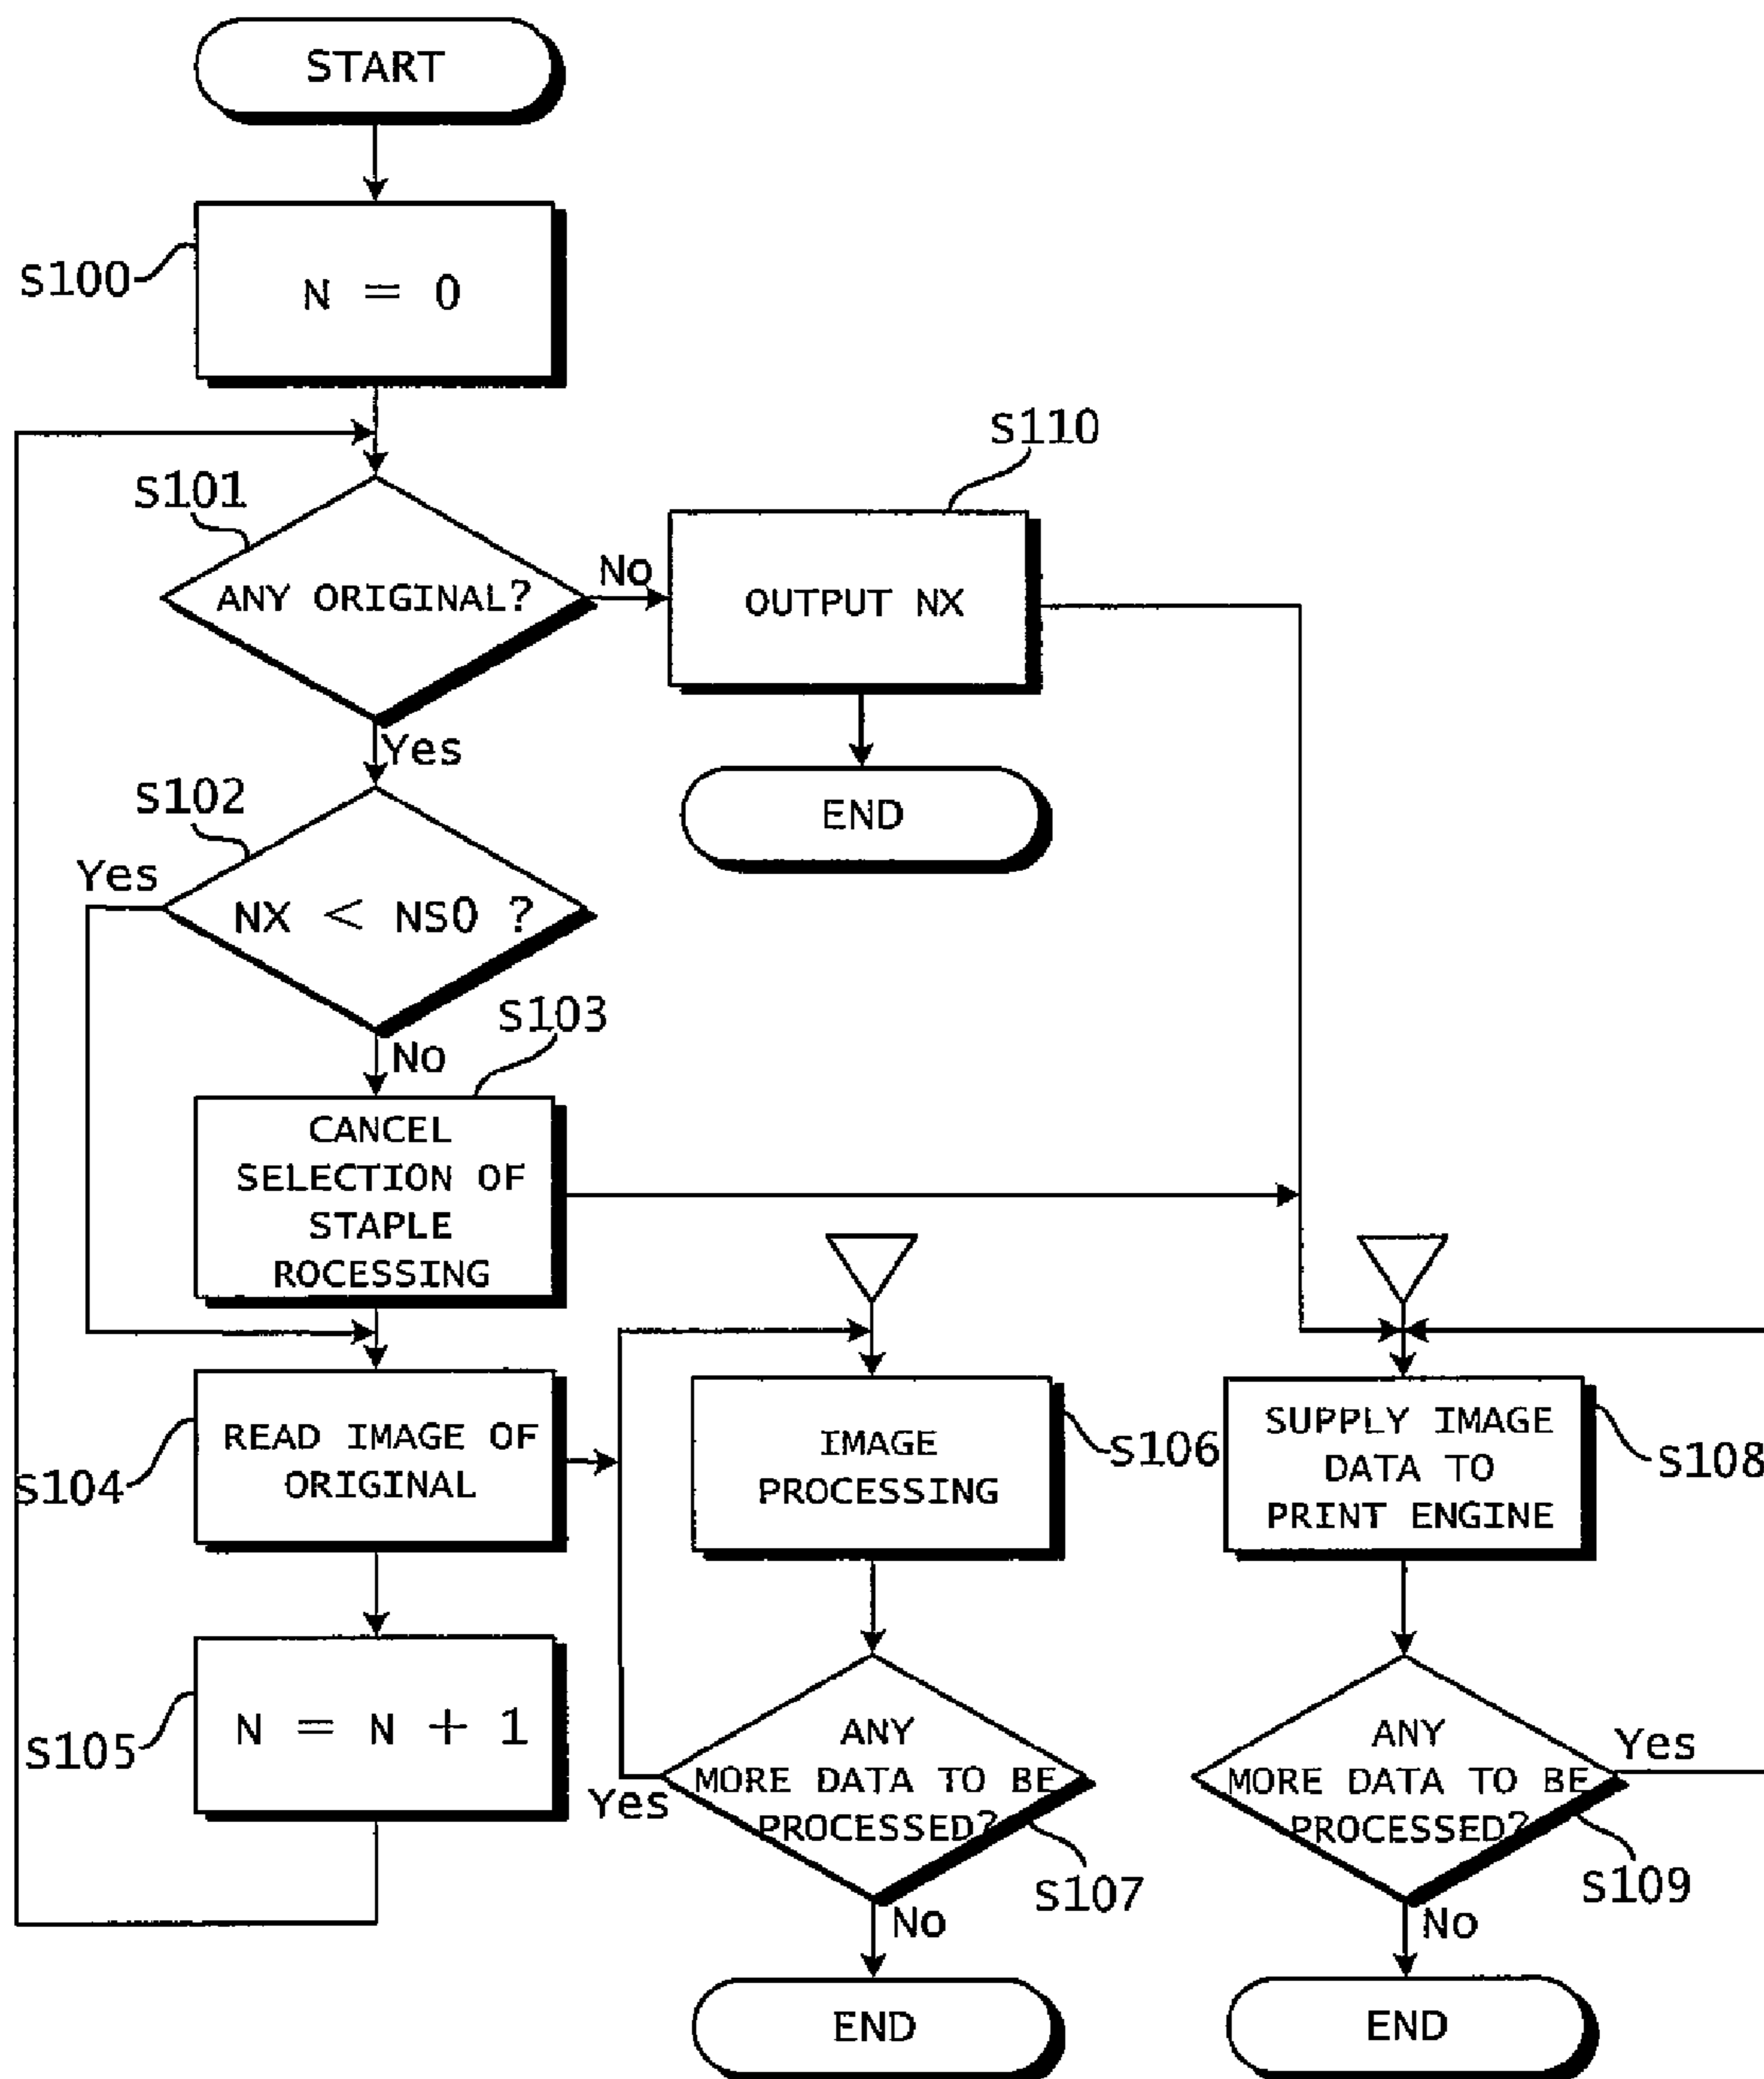 START
S100
N = 0
S110
S101
ANY ORIGINAL?
No
OUTPUT NX
Yes
END
S102
Yes
NX < NS0 ?
S103
No
CANCEL
SELECTION OF
STAPLE
ROCESSING
S104
READ IMAGE OF
ORIGINAL
IMAGE
PROCESSING
S106
SUPPLY IMAGE
DATA TO
PRINT ENGINE
S108
S105
N = N + 1
ANY
MORE DATA TO BE
PROCESSED?
Yes
S107
No
END
ANY
MORE DATA TO BE
PROCESSED?
Yes
S109
No
END